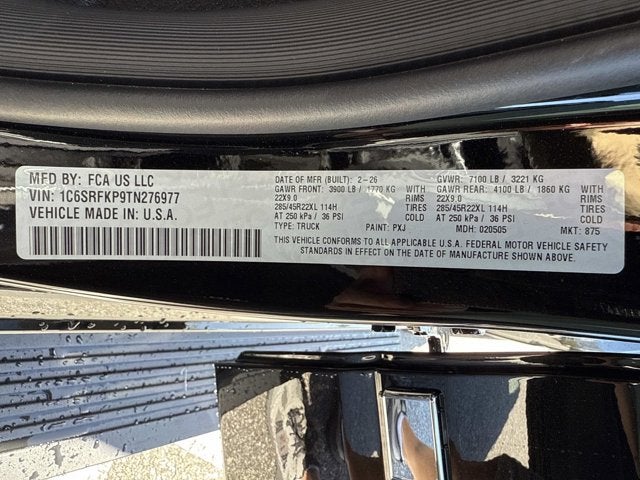 MFD BY: FCA US LLC
VIN: 1C6SRFKP9TN276977
VEHICLE MADE IN U.S.A.
DATE OF MFR (BUILT): 2-26 GVWR: 7100 LB / 3221 KG
GAWR FRONT: 3900 LB / 1770 KG WITH GAWR REAR: 4100 LB / 1860 KG WITH
22X9.0 RIMS 22X9.0 RIMS
285/45R22XL 114H TIRES 285/45R22XL 114H TIRES
AT 250 kPa / 36 PSI COLD AT 250 kPa / 36 PSI COLD
TYPE: TRUCK PAINT: PXJ MDH: 020505 MKT: 875
THIS VEHICLE CONFORMS TO ALL APPLICABLE U.S.A. FEDERAL MOTOR VEHICLE SAFETY
STANDARDS IN EFFECT ON THE DATE OF MANUFACTURE SHOWN ABOVE.